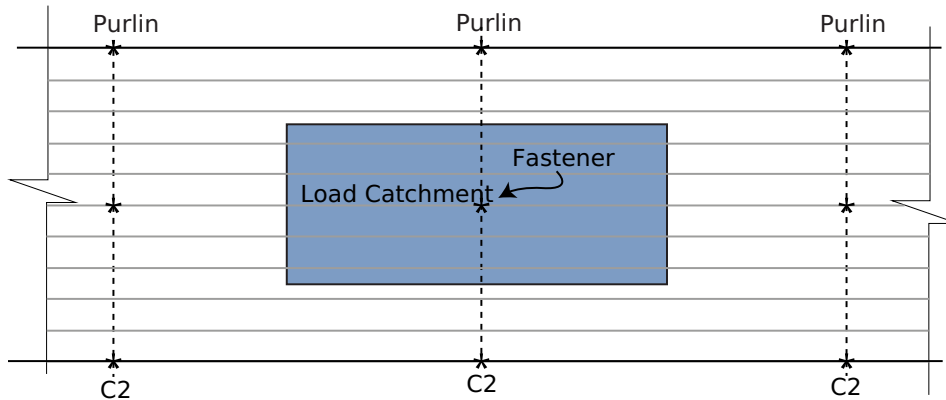 Purlin
Purlin
Purlin
Fastener
Load Catchment
C2
C2
C2